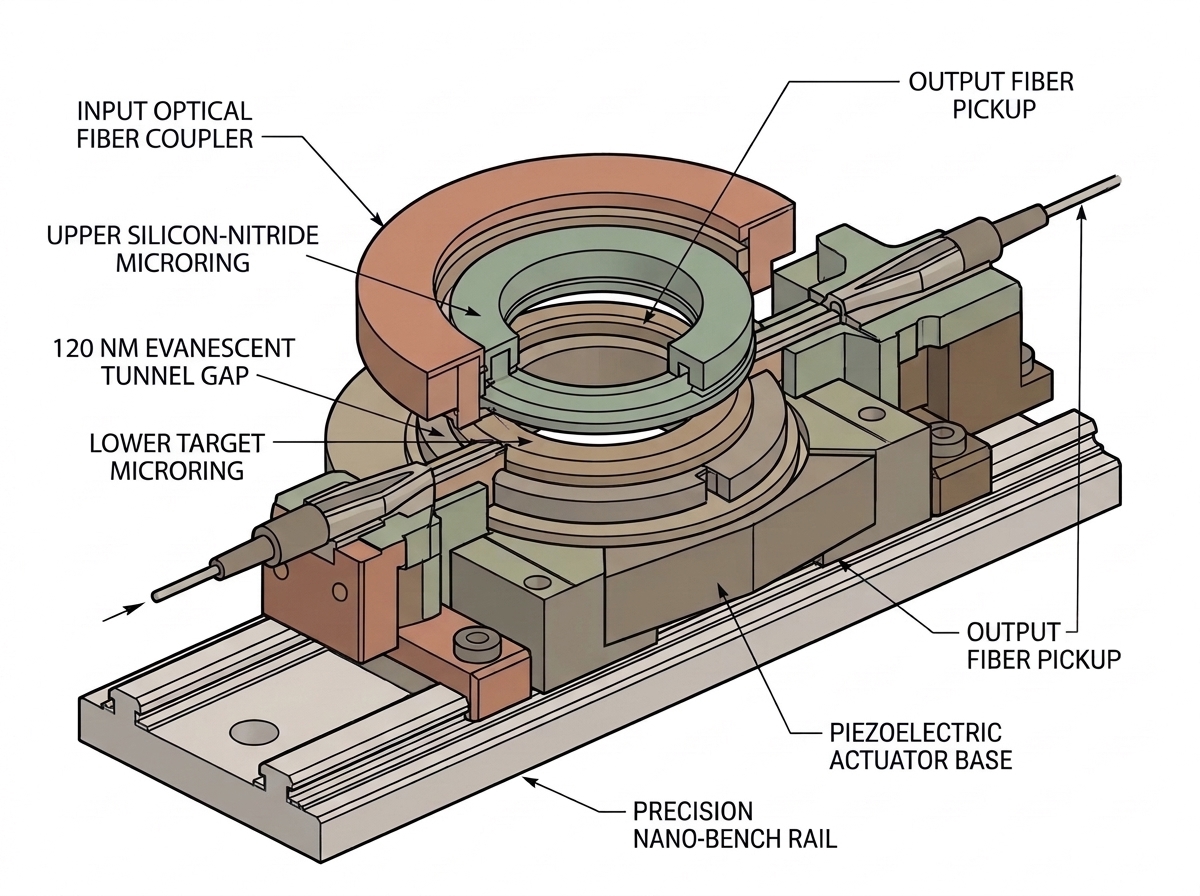 INPUT OPTICAL
FIBER COUPLER
OUTPUT FIBER
PICKUP
UPPER SILICON-NITRIDE
MICRORING
120 NM EVANESCENT
TUNNEL GAP
LOWER TARGET
MICRORING
OUTPUT
FIBER PICKUP
PIEZOELECTRIC
ACTUATOR BASE
PRECISION
NANO-BENCH RAIL